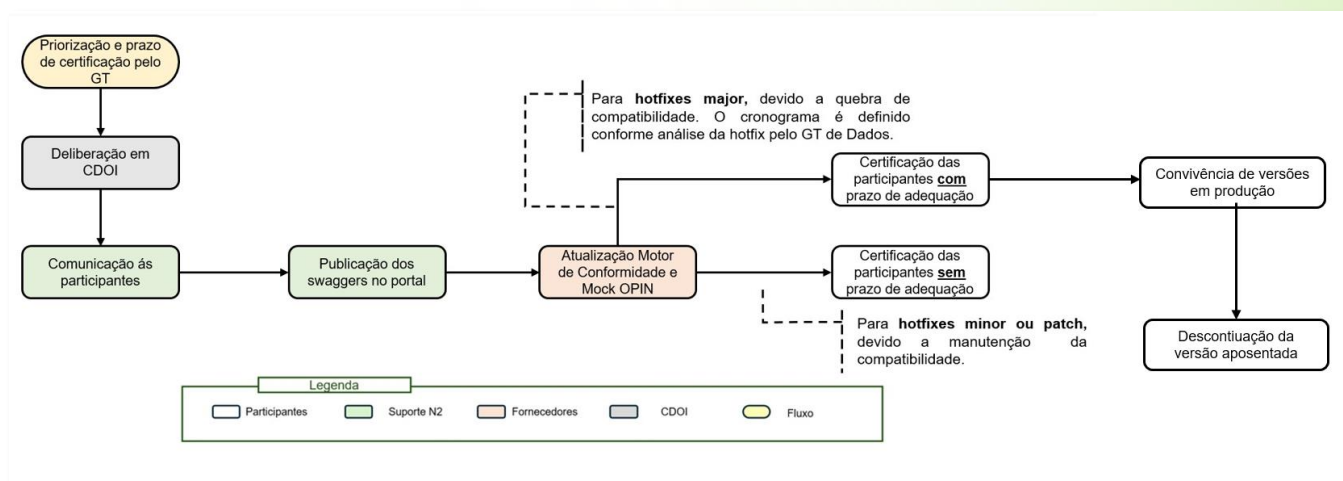 Priorização e prazo
de certificação pelo
GT
Deliberação em
CDOI
Comunicação ás
participantes
Publicação dos
swaggers no portal
Atualização Motor
de Conformidade e
Mock OPIN
Para hotfixes major, devido a quebra de
compatibilidade. O cronograma é definido
conforme análise da hotfix pelo GT de Dados.
Certificação das
participantes com
prazo de adequação
Convivência de versões
em produção
Certificação das
participantes sem
prazo de adequação
Para hotfixes minor ou patch,
devido a manutenção da
compatibilidade.
Descontiuação da
versão aposentada
Legenda
Participantes
Suporte N2
Fornecedores
CDOI
Fluxo